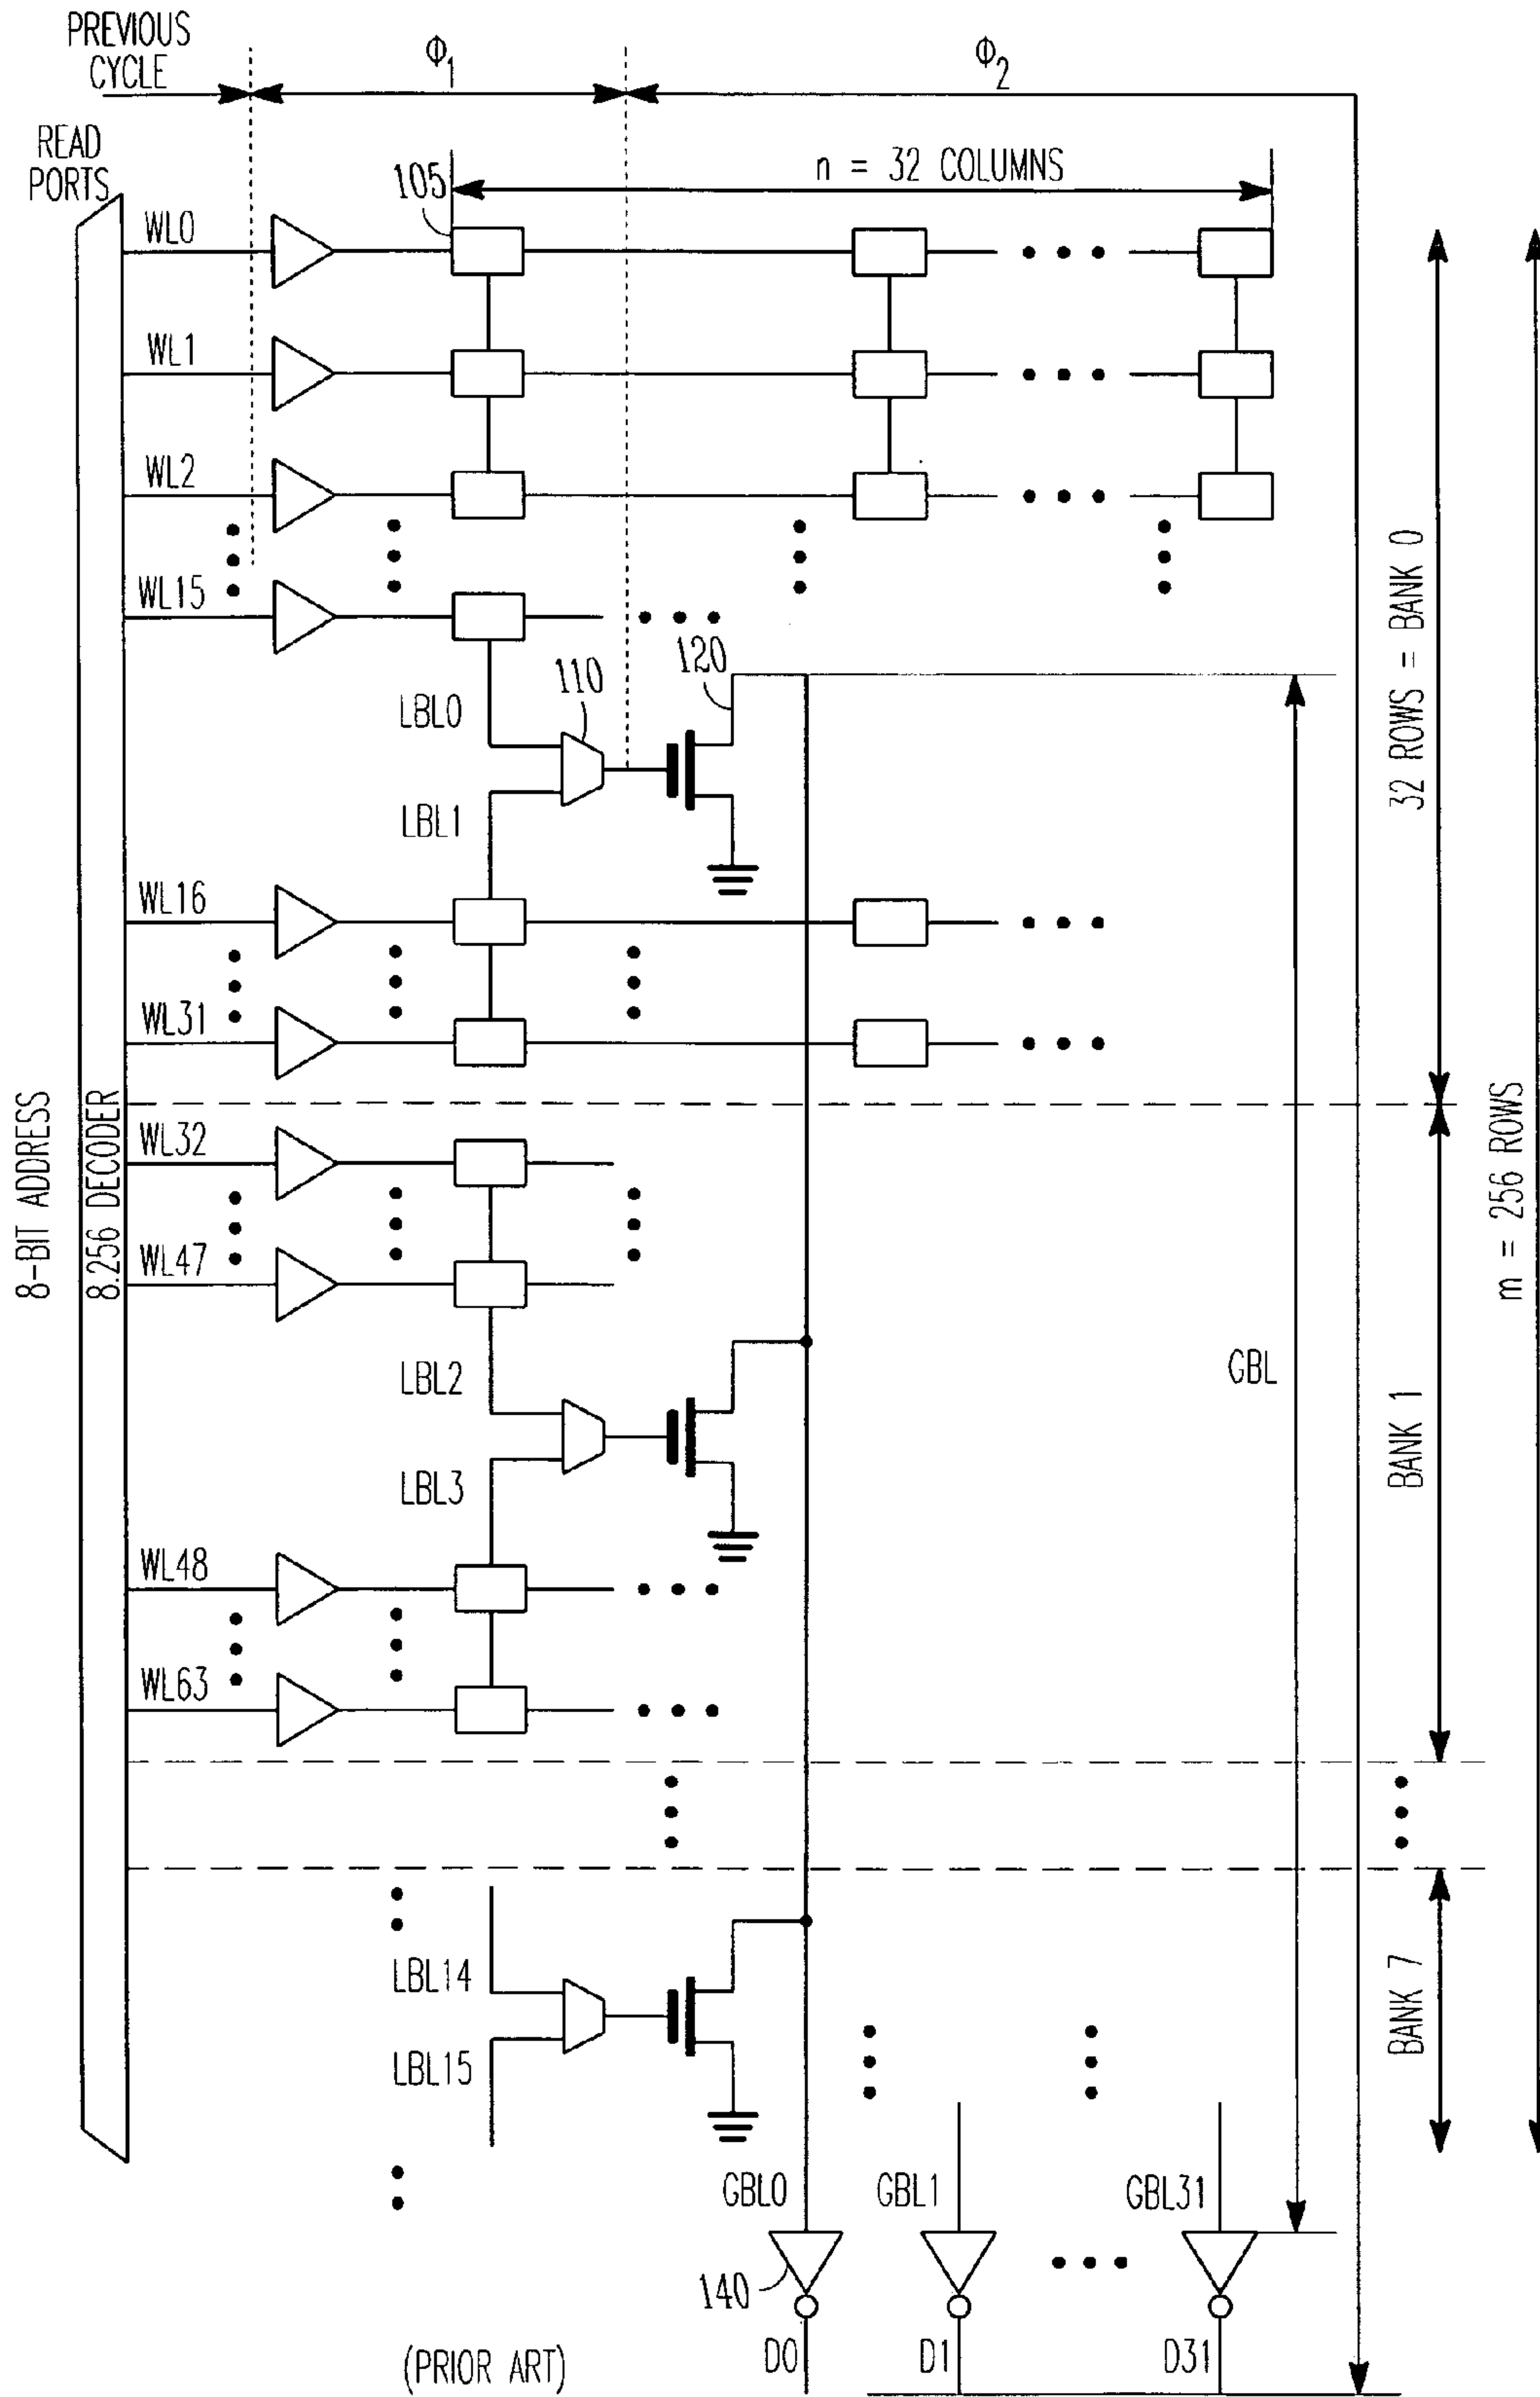 PREVIOUS
CYCLE
Φ1
Φ2
READ
PORTS
105
n = 32 COLUMNS
WL0
WL1
WL2
WL15
110
120
LBL0
LBL1
32 ROWS = BANK 0
WL16
WL31
8-BIT ADDRESS
8.256 DECODER
m = 256 ROWS
WL32
WL47
LBL2
GBL
BANK 1
LBL3
WL48
WL63
LBL14
BANK 7
LBL15
GBL0
GBL1
GBL31
140
(PRIOR ART)
D0
D1
D31